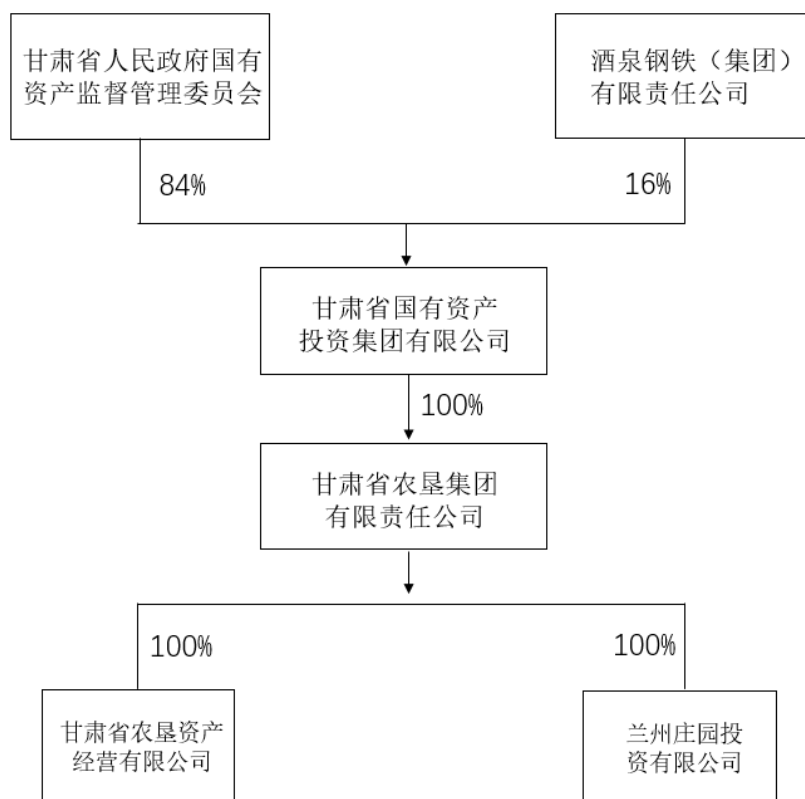 甘肃省人民政府国有
资产监督管理委员会
酒泉钢铁（集团）
有限责任公司
84%
16%
甘肃省国有资产
投资集团有限公司
100%
甘肃省农垦集团
有限责任公司
100%
100%
甘肃省农垦资产
经营有限公司
兰州庄园投
资有限公司